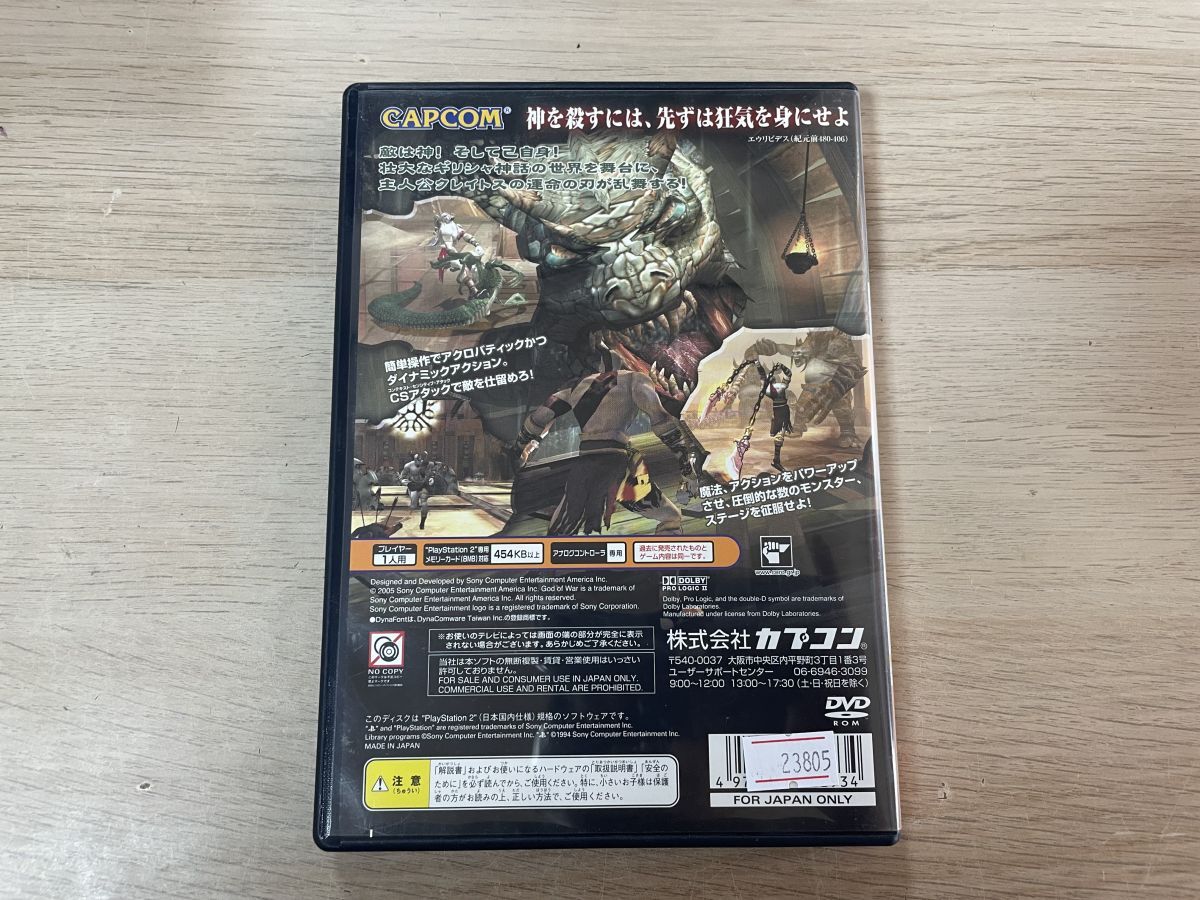 CAPCOM®
神を殺すには、先ずは狂気を身にせよ
エウリピデス(紀元前480-406)
敵は神! そして己自身!
壮大なギリシャ神話の世界を舞台に、
主人公クレイトスの運命の刃が乱舞する!
簡単操作でアクロバティックかつ
ダイナミックアクション。
コンテキスト・センシティブ・アタック
CSアタックで敵を仕留めろ!
魔法、アクションをパワーアップ
させ、圧倒的な数のモンスター、
ステージを征服せよ!
プレイヤー
1人用
"PlayStation 2"専用
メモリーカード(8MB)対応
454KB以上
アナログコントローラ 専用
過去に発売されたものと
ゲーム内容は同一です。
www.cero.gr.jp
Designed and Developed by Sony Computer Entertainment America Inc.
© 2005 Sony Computer Entertainment America Inc. God of War is a trademark of
Sony Computer Entertainment America Inc. All rights reserved.
Sony Computer Entertainment logo is a registered trademark of Sony Corporation.
●DynaFontは、DynaComware Taiwan Inc.の登録商標です。
DOLBY
PRO LOGIC II
Dolby, Pro Logic, and the double-D symbol are trademarks of
Dolby Laboratories.
Manufactured under license from Dolby Laboratories.
NO COPY
※お使いのテレビによっては画面の端の部分が完全に表示
されない場合がございます。あらかじめご了承ください。
当社は本ソフトの無断複製・賃貸・営業使用はいっさい
許可しておりません。
FOR SALE AND CONSUMER USE IN JAPAN ONLY.
COMMERCIAL USE AND RENTAL ARE PROHIBITED.
株式会社カプコン®
〒540-0037 大阪市中央区内平野町3丁目1番3号
ユーザーサポートセンター 06-6946-3099
9:00~12:00 13:00~17:30(土・日・祝日を除く)
DVD
ROM
このディスクは "PlayStation 2"(日本国内仕様)規格のソフトウェアです。
and "PlayStation" are registered trademarks of Sony Computer Entertainment Inc.
Library programs ©Sony Computer Entertainment Inc. ©1994 Sony Computer Entertainment Inc.
MADE IN JAPAN
注意
(ちゅうい)
「解説書」およびお使いになるハードウェアの「取扱説明書」「安全の
ために」を必ず読んでから、ご使用ください。特に、小さいお子様は保護
者の方がお読みの上、正しい方法で、ご使用ください。
23805
FOR JAPAN ONLY